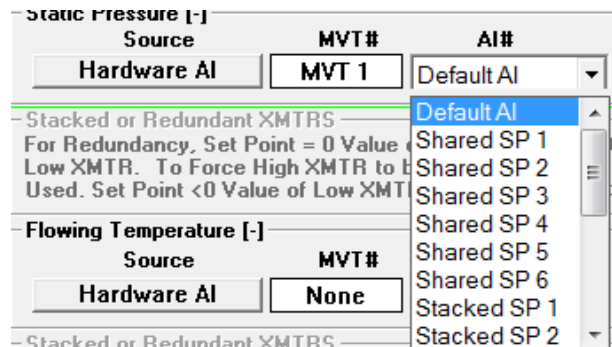 Static Pressure [-]
Source MVT# AI#
Hardware AI MVT 1 Default AI
Default AI
Stacked or Redundant XMTRS
For Redundancy, Set Point = 0 Value
Shared SP 1
Low XMTR. To Force High XMTR to
Shared SP 2
Used. Set Point <0 Value of Low
Shared SP 3
Shared SP 4
Flowing Temperature [-]
Shared SP 5
Source MVT#
Shared SP 6
Hardware AI None
Stacked SP 1
Stacked SP 2
Stacked or Redundant XMTRS